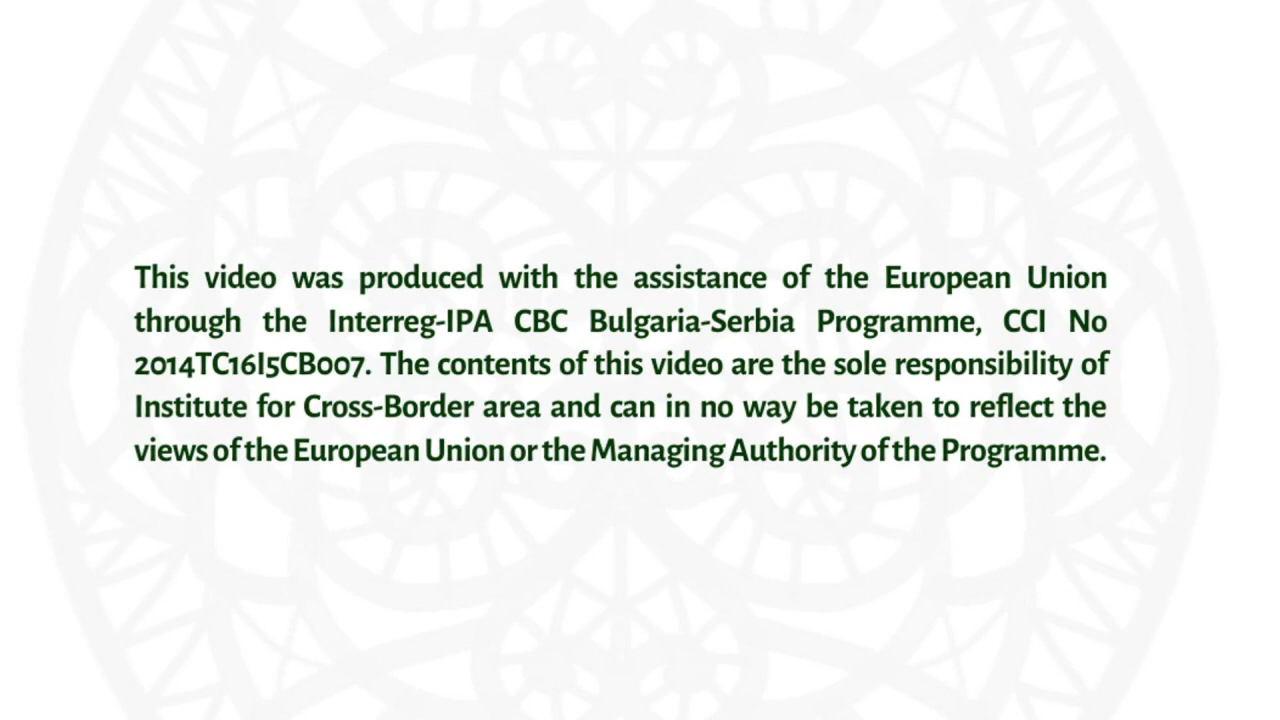 This video was produced with the assistance of the European Union
through the Interreg-IPA CBC Bulgaria-Serbia Programme, CCI No
2014TC16I5CB007. The contents of this video are the sole responsibility of
Institute for Cross-Border area and can in no way be taken to reflect the
views of the European Union or the Managing Authority of the Programme.